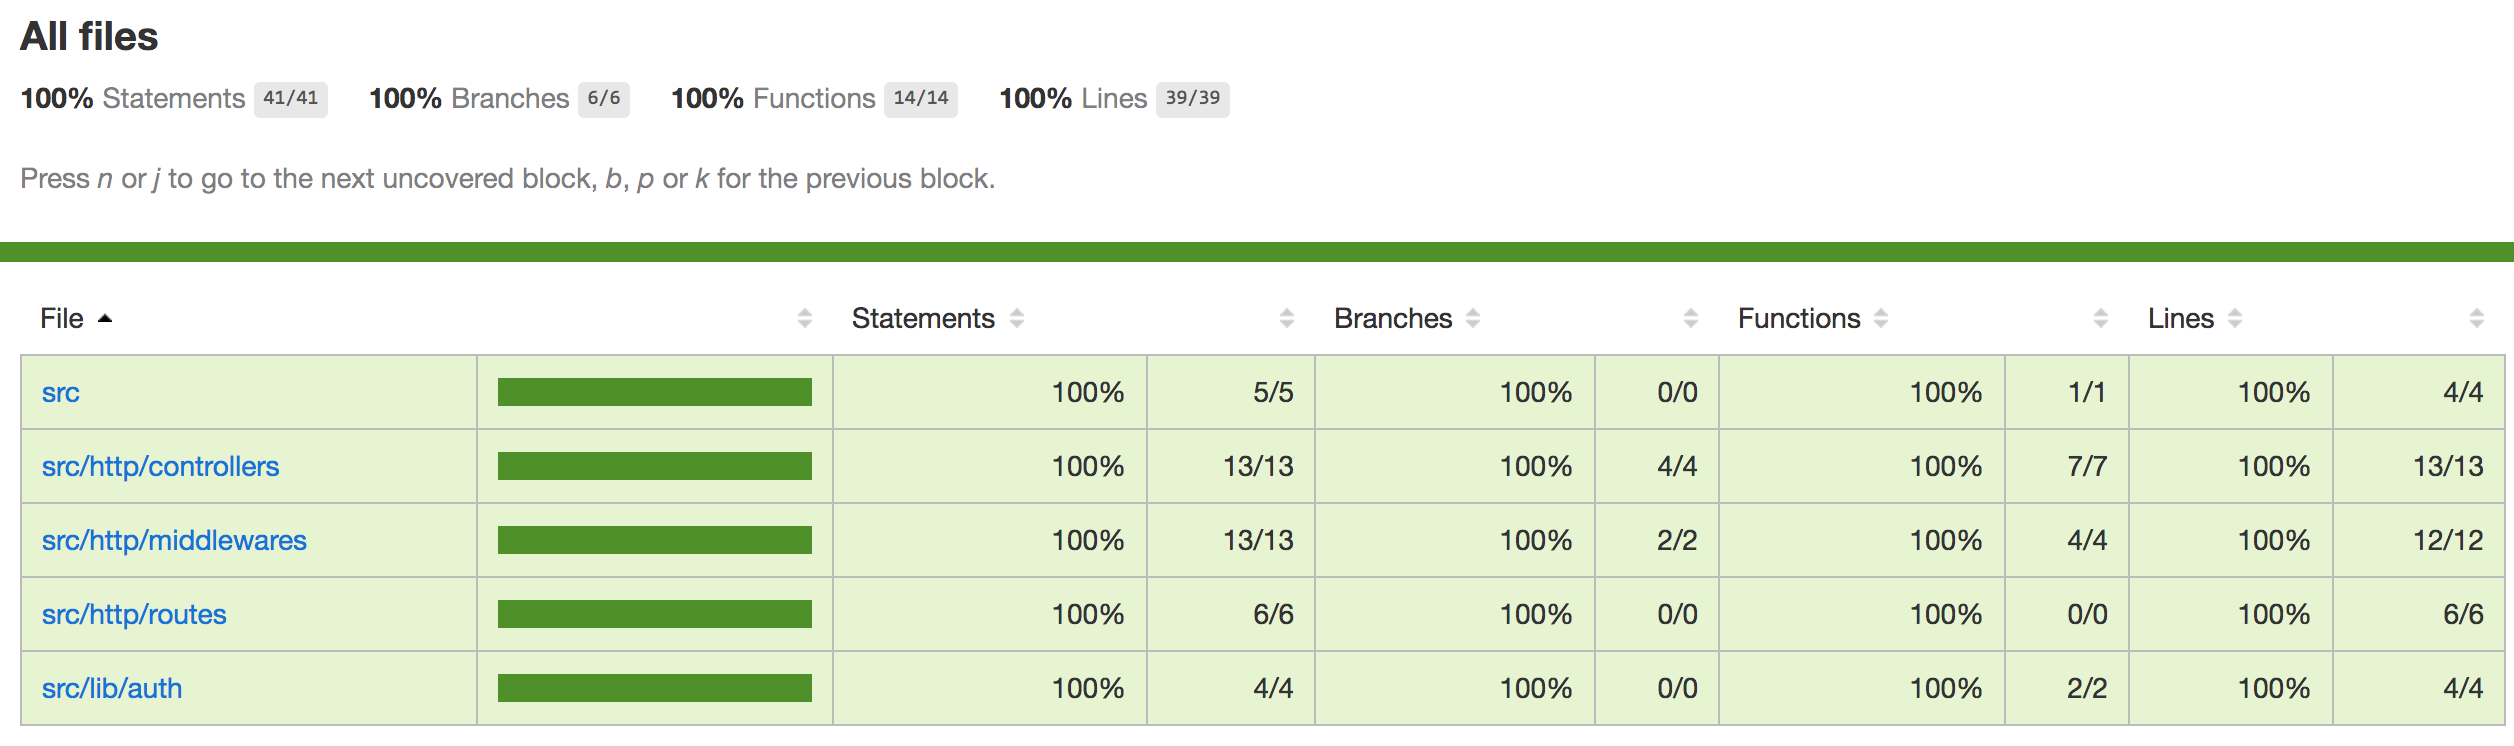 All files
100% Statements 41/41 100% Branches 6/6 100% Functions 14/14 100% Lines 39/39
Press n or j to go to the next uncovered block, b, p or k for the previous block.
File Statements Branches Functions Lines
src 100% 5/5 100% 0/0 100% 1/1 100% 4/4
src/http/controllers 100% 13/13 100% 4/4 100% 7/7 100% 13/13
src/http/middlewares 100% 13/13 100% 2/2 100% 4/4 100% 12/12
src/http/routes 100% 6/6 100% 0/0 100% 0/0 100% 6/6
src/lib/auth 100% 4/4 100% 0/0 100% 2/2 100% 4/4